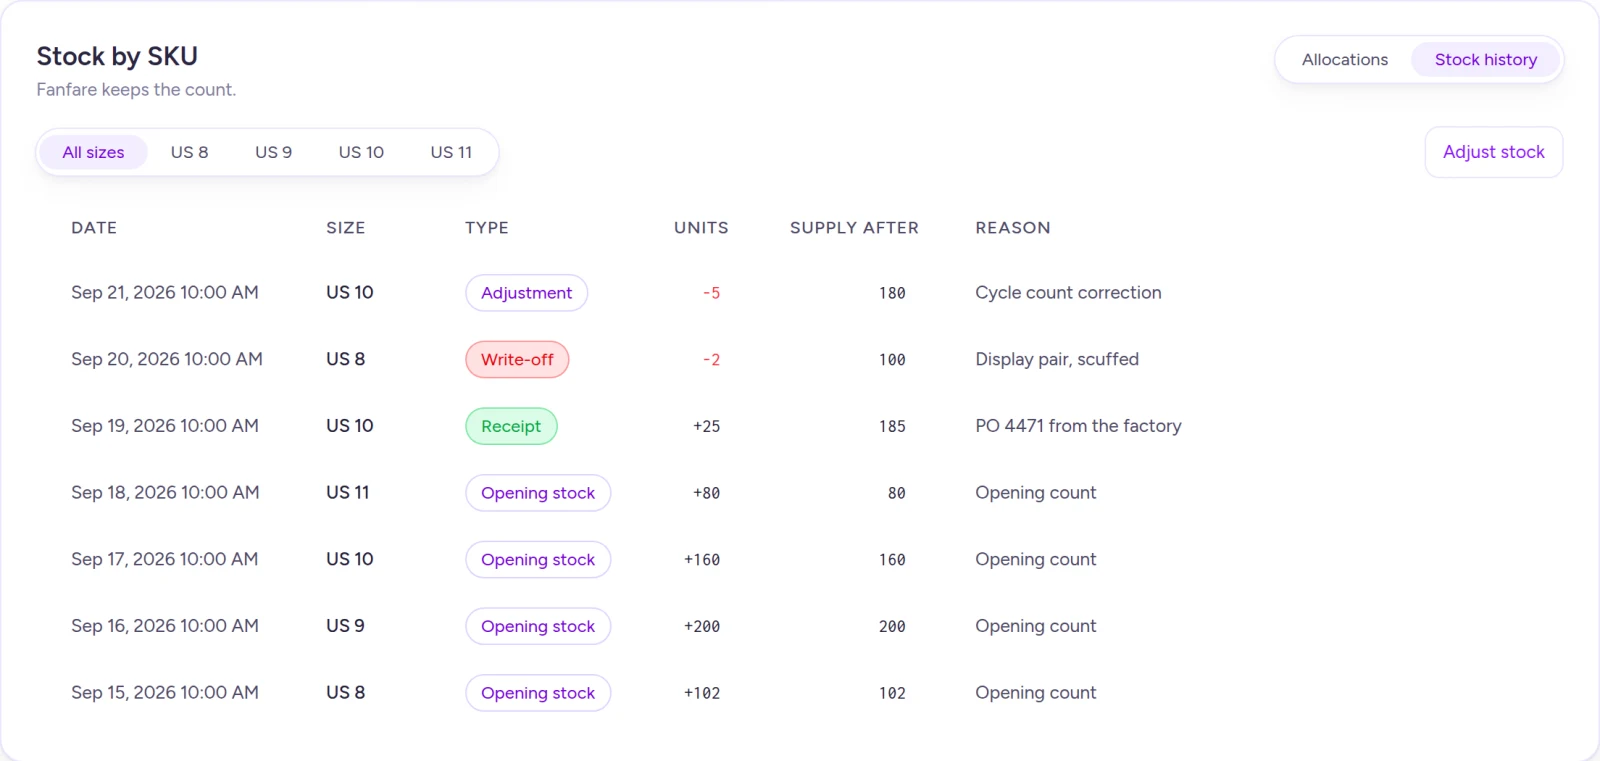 Stock by SKU
Fanfare keeps the count.
Allocations Stock history
All sizes US 8 US 9 US 10 US 11
Adjust stock
DATE SIZE TYPE UNITS SUPPLY AFTER REASON
Sep 21, 2026 10:00 AM US 10 Adjustment -5 180 Cycle count correction
Sep 20, 2026 10:00 AM US 8 Write-off -2 100 Display pair, scuffed
Sep 19, 2026 10:00 AM US 10 Receipt +25 185 PO 4471 from the factory
Sep 18, 2026 10:00 AM US 11 Opening stock +80 80 Opening count
Sep 17, 2026 10:00 AM US 10 Opening stock +160 160 Opening count
Sep 16, 2026 10:00 AM US 9 Opening stock +200 200 Opening count
Sep 15, 2026 10:00 AM US 8 Opening stock +102 102 Opening count